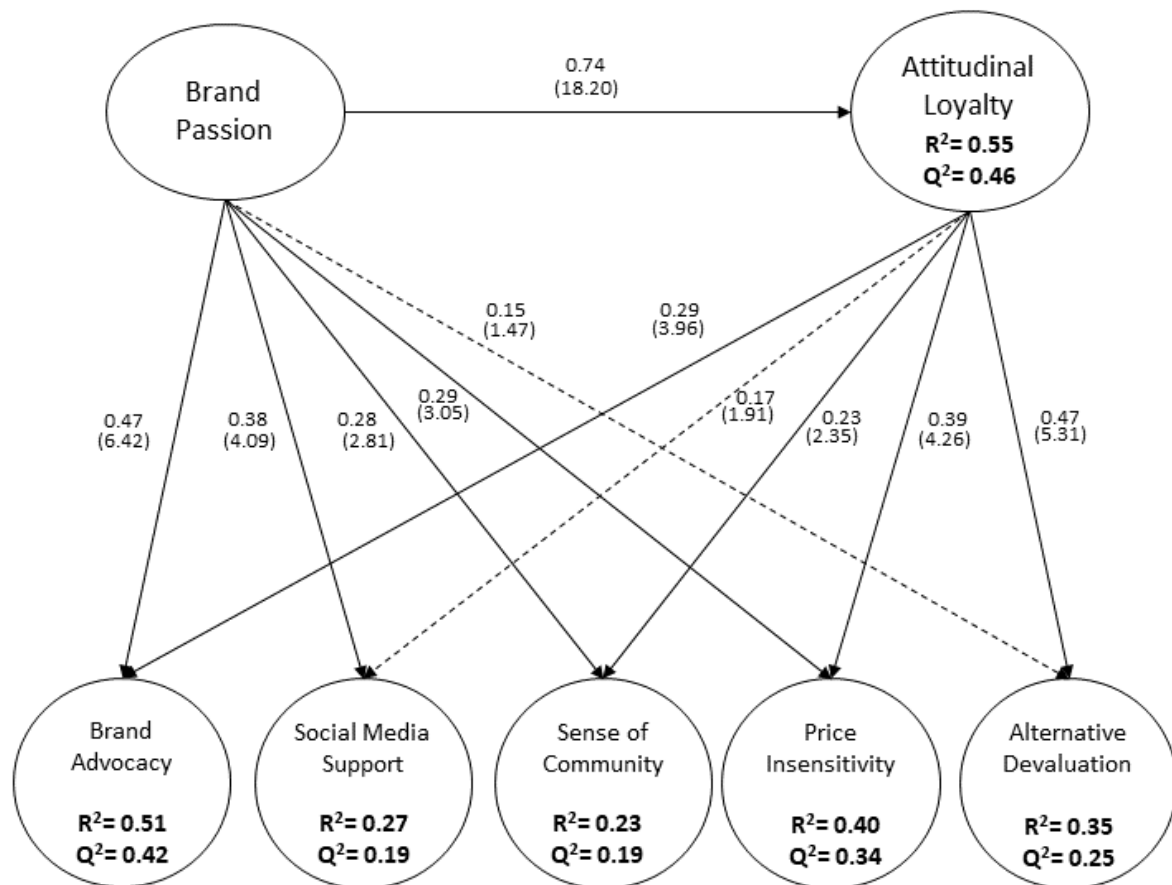 Brand
Passion
0.74
(18.20)
Attitudinal
Loyalty
R²= 0.55
Q²= 0.46
0.15
(1.47)
0.29
(3.96)
0.47
(6.42)
0.38
(4.09)
0.28
(2.81)
0.29
(3.05)
0.17
(1.91)
0.23
(2.35)
0.39
(4.26)
0.47
(5.31)
Brand
Advocacy
R²= 0.51
Q²= 0.42
Social Media
Support
R²= 0.27
Q²= 0.19
Sense of
Community
R²= 0.23
Q²= 0.19
Price
Insensitivity
R²= 0.40
Q²= 0.34
Alternative
Devaluation
R²= 0.35
Q²= 0.25